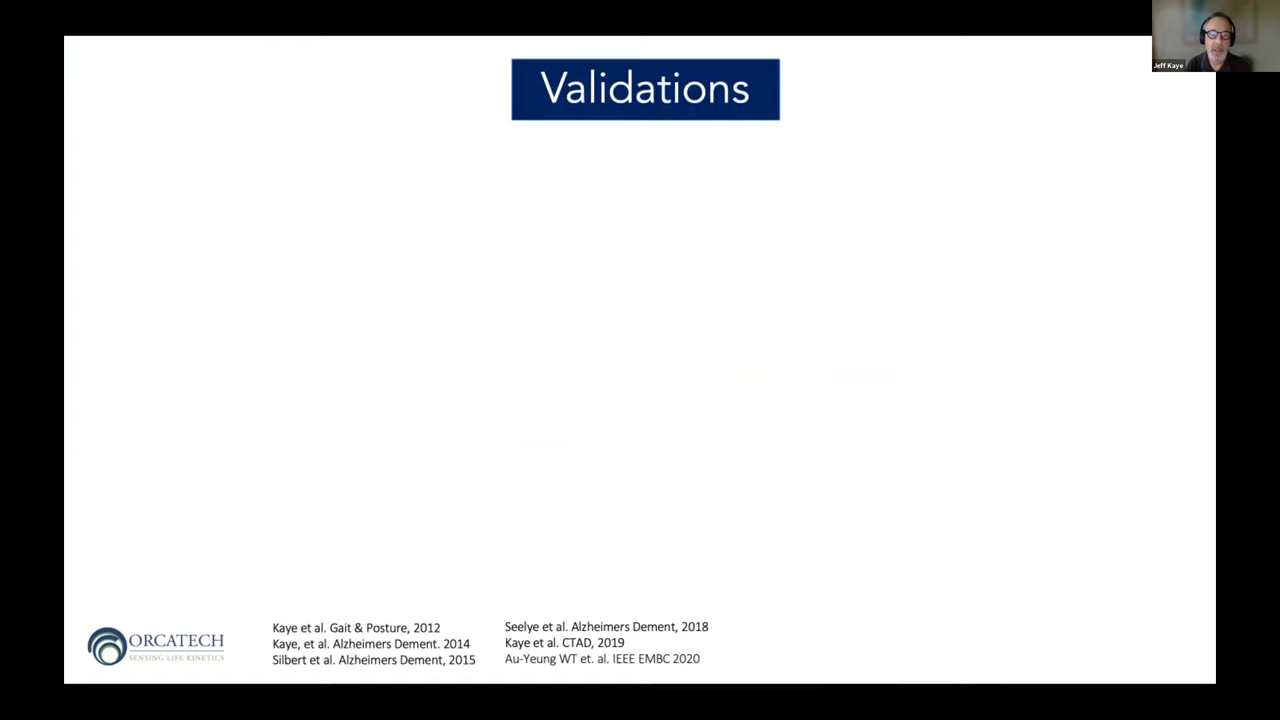 Jeff Kaye
Validations
ORCATECH
SENSING LIFE KINETICS
Kaye et al. Gait & Posture, 2012
Kaye, et al. Alzheimers Dement. 2014
Silbert et al. Alzheimers Dement, 2015
Seelye et al. Alzheimers Dement, 2018
Kaye et al. CTAD, 2019
Au-Yeung WT et. al. IEEE EMBC 2020